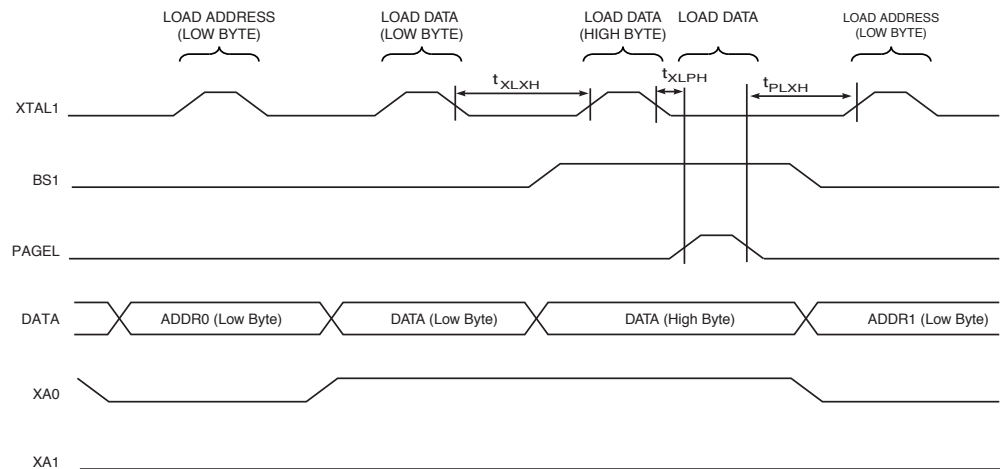 LOAD ADDRESS
(LOW BYTE)
LOAD DATA
(LOW BYTE)
LOAD DATA
(HIGH BYTE)
LOAD DATA
LOAD ADDRESS
(LOW BYTE)
tXLXH
tXLPH
tPLXH
XTAL1
BS1
PAGEL
DATA
ADDR0 (Low Byte)
DATA (Low Byte)
DATA (High Byte)
ADDR1 (Low Byte)
XA0
XA1